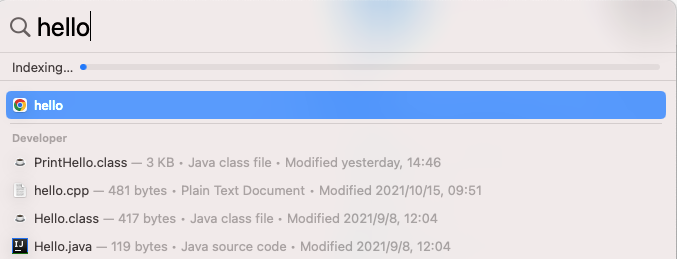 hello
Indexing...
hello
Developer
PrintHello.class — 3 KB • Java class file • Modified yesterday, 14:46
hello.cpp — 481 bytes • Plain Text Document • Modified 2021/10/15, 09:51
Hello.class — 417 bytes • Java class file • Modified 2021/9/8, 12:04
IJ Hello.java — 119 bytes • Java source code • Modified 2021/9/8, 12:04